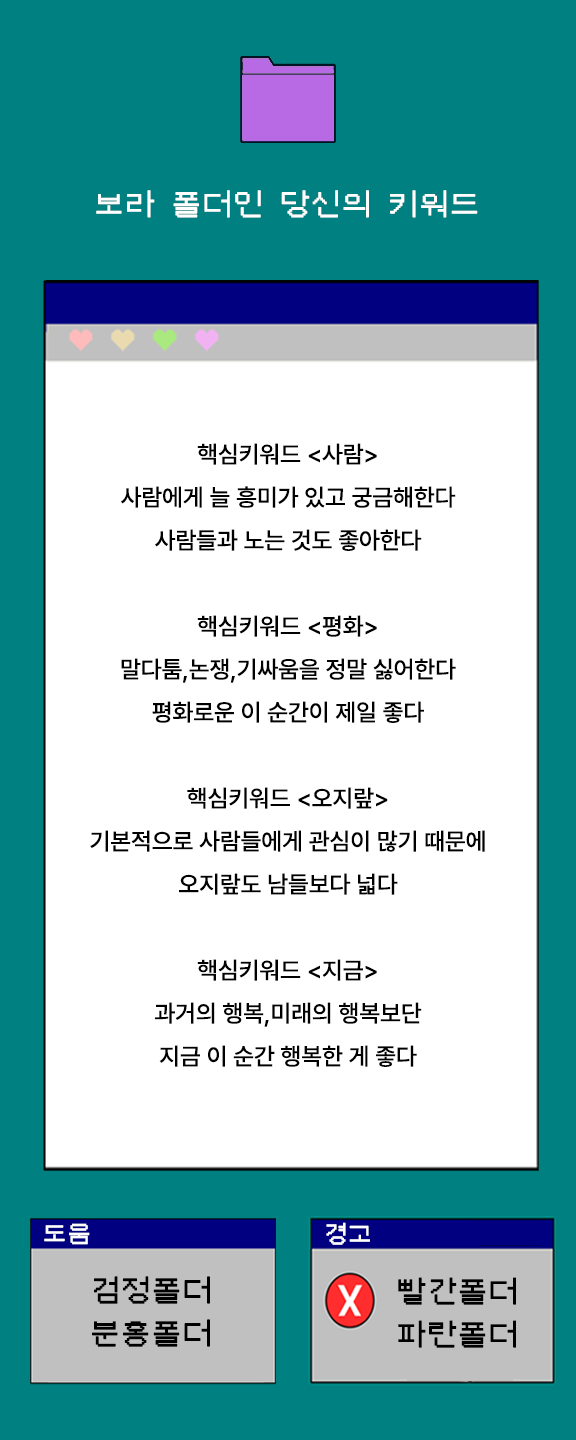 보라 폴더인 당신의 키워드
핵심키워드 <사람>
사람에게 늘 흥미가 있고 궁금해한다
사람들과 노는 것도 좋아한다
핵심키워드 <평화>
말다툼,논쟁,기싸움을 정말 싫어한다
평화로운 이 순간이 제일 좋다
핵심키워드 <오지랖>
기본적으로 사람들에게 관심이 많기 때문에
오지랖도 남들보다 넓다
핵심키워드 <지금>
과거의 행복,미래의 행복보단
지금 이 순간 행복한 게 좋다
도움
검정폴더
분홍폴더
경고
X
빨간폴더
파란폴더